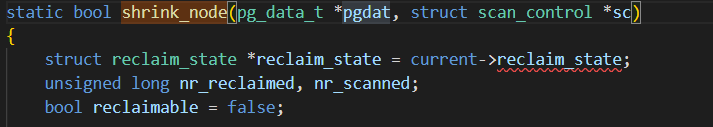 static bool shrink_node(pg_data_t *pgdat, struct scan_control *sc)
{
    struct reclaim_state *reclaim_state = current->reclaim_state;
    unsigned long nr_reclaimed, nr_scanned;
    bool reclaimable = false;